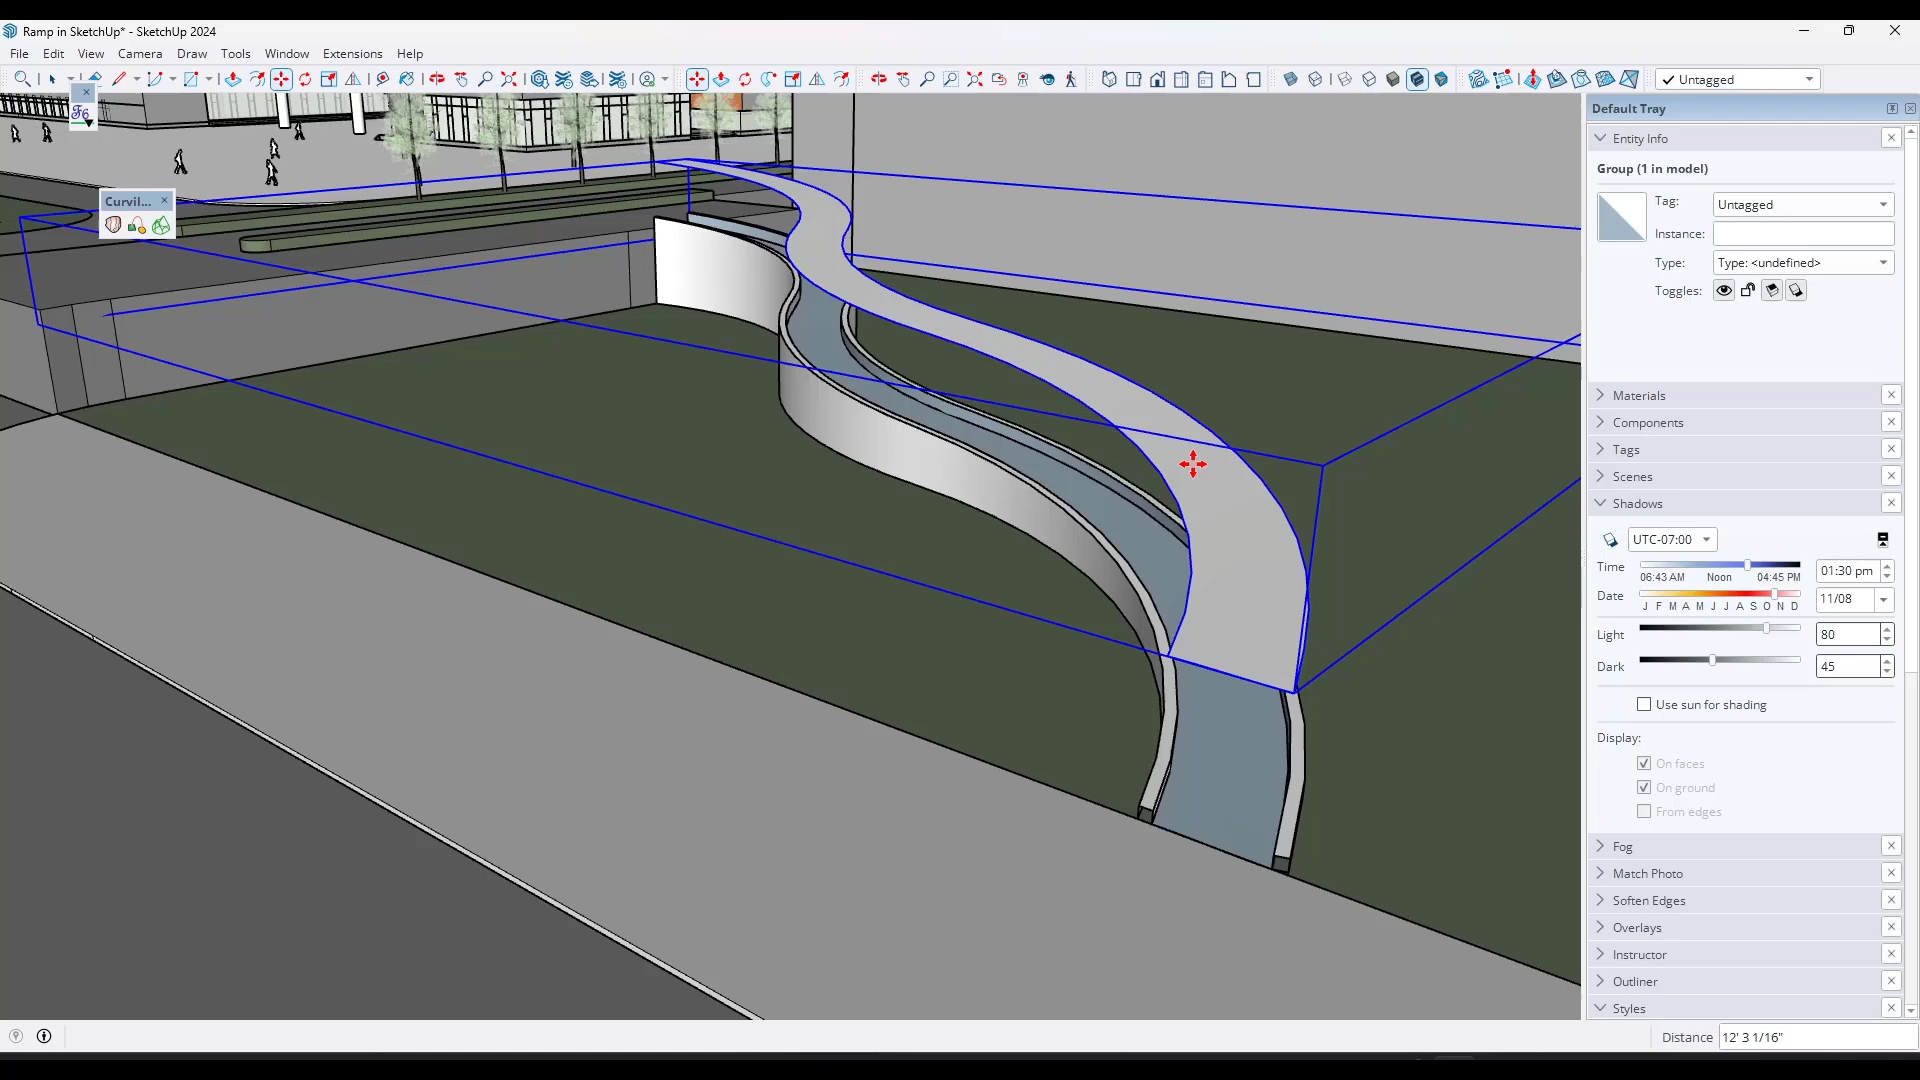 Ramp in SketchUp* - SketchUp 2024
File Edit View Camera Draw Tools Window Extensions Help
Untagged
Default Tray
Entity Info
Group (1 in model)
Tag: Untagged
Instance:
Type: Type: <undefined>
Toggles:
Curvil...
Materials
Components
Tags
Scenes
Shadows
UTC-07:00
Time 06:43 AM Noon 04:45 PM 01:30 pm
Date J F M A M J J A S O N D 11/08
Light 80
Dark 45
Use sun for shading
Display:
On faces
On ground
From edges
Fog
Match Photo
Soften Edges
Overlays
Instructor
Outliner
Styles
Distance 12' 3 1/16"